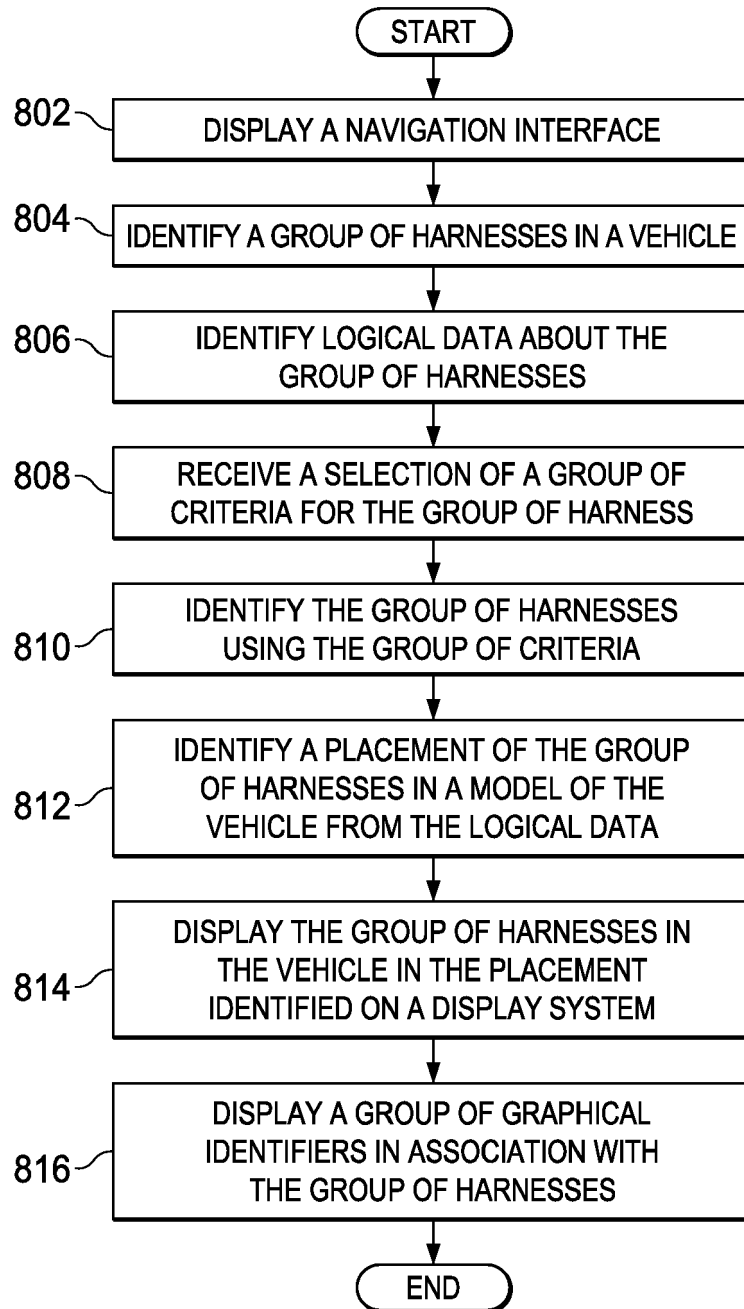 START
802
DISPLAY A NAVIGATION INTERFACE
804
IDENTIFY A GROUP OF HARNESSES IN A VEHICLE
806
IDENTIFY LOGICAL DATA ABOUT THE
GROUP OF HARNESSES
808
RECEIVE A SELECTION OF A GROUP OF
CRITERIA FOR THE GROUP OF HARNESS
810
IDENTIFY THE GROUP OF HARNESSES
USING THE GROUP OF CRITERIA
812
IDENTIFY A PLACEMENT OF THE GROUP
OF HARNESSES IN A MODEL OF THE
VEHICLE FROM THE LOGICAL DATA
814
DISPLAY THE GROUP OF HARNESSES IN
THE VEHICLE IN THE PLACEMENT
IDENTIFIED ON A DISPLAY SYSTEM
816
DISPLAY A GROUP OF GRAPHICAL
IDENTIFIERS IN ASSOCIATION WITH
THE GROUP OF HARNESSES
END